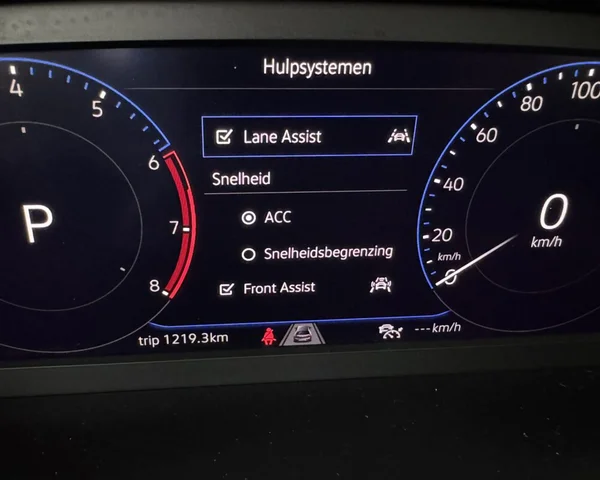 Hulpsystemen
4
5
6
7
8
P
Lane Assist
Snelheid
ACC
Snelheidsbegrenzing
Front Assist
100
80
60
40
20
km/h
0
0
km/h
trip 1219.3km
--- km/h